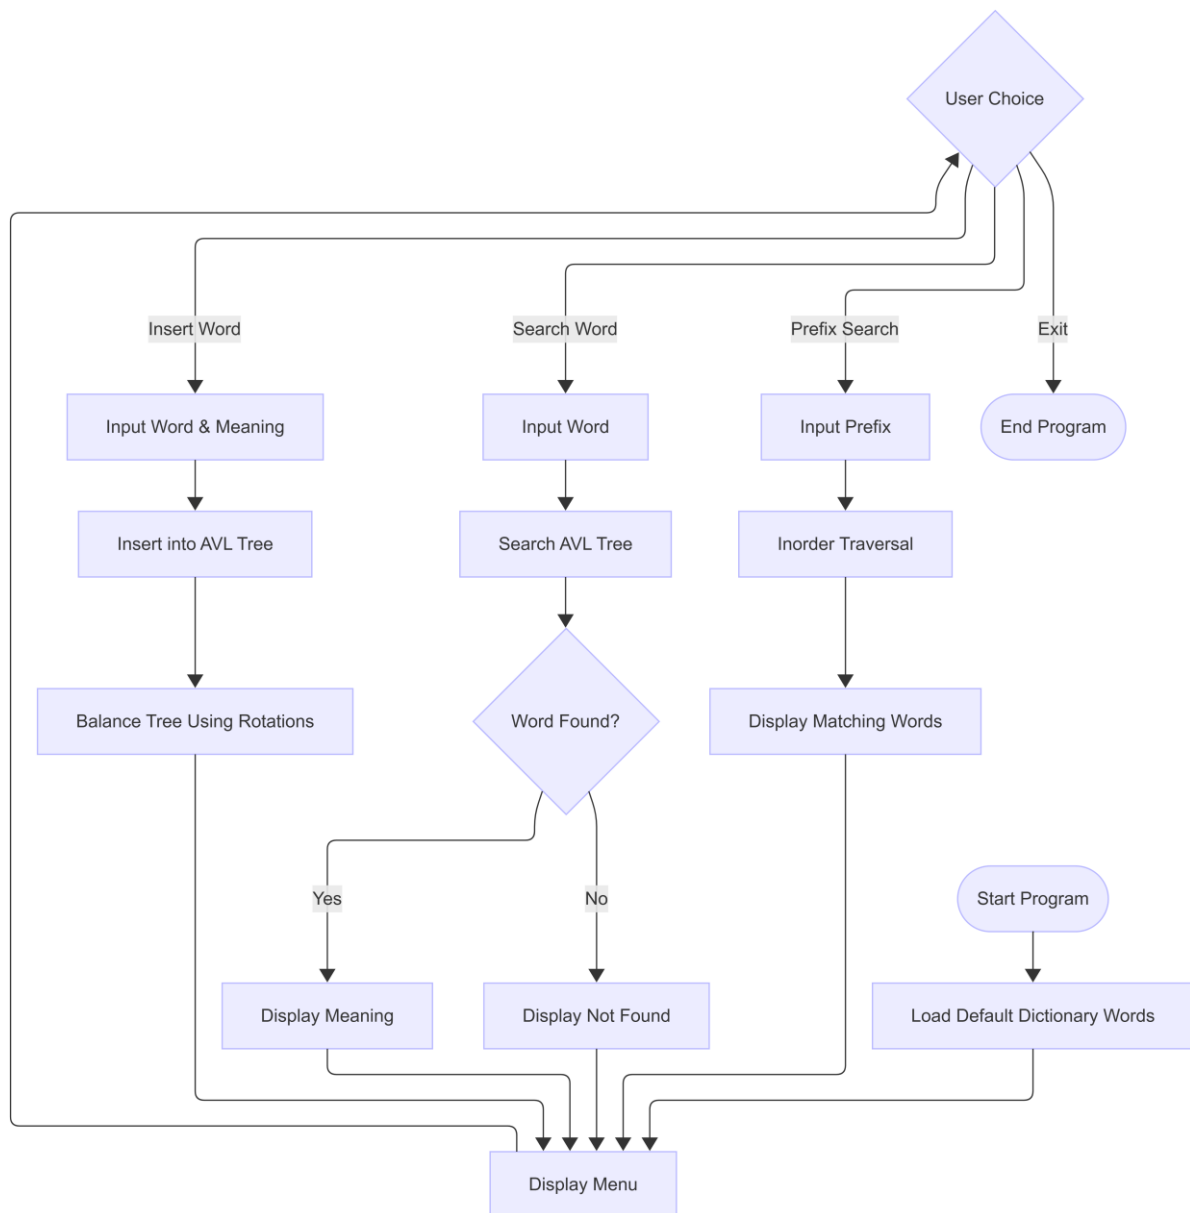 User Choice
Insert Word
Search Word
Prefix Search
Exit
Input Word & Meaning
Input Word
Input Prefix
End Program
Insert into AVL Tree
Search AVL Tree
Inorder Traversal
Balance Tree Using Rotations
Word Found?
Display Matching Words
Yes
No
Start Program
Display Meaning
Display Not Found
Load Default Dictionary Words
Display Menu